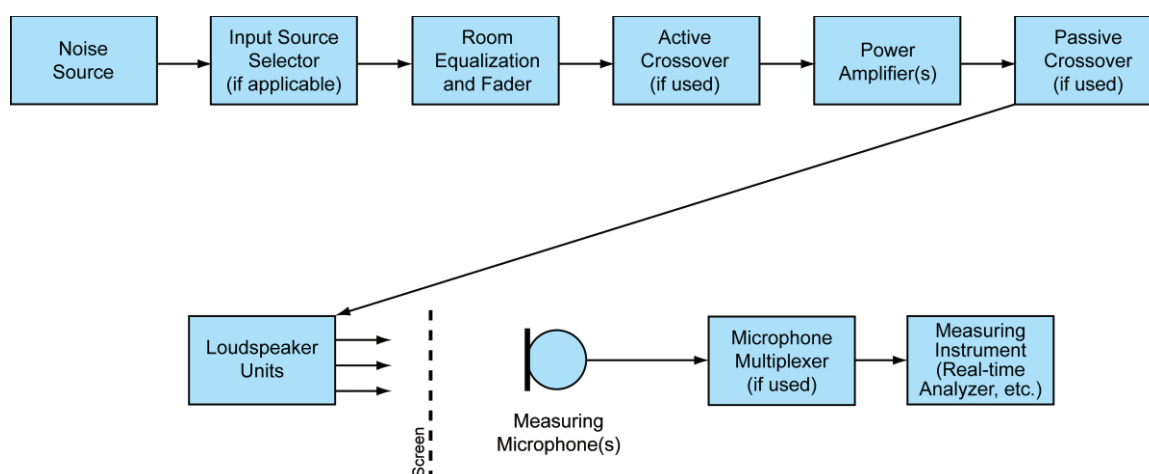 Noise
Source
Input Source
Selector
(if applicable)
Room
Equalization
and Fader
Active
Crossover
(if used)
Power
Amplifier(s)
Passive
Crossover
(if used)
Loudspeaker
Units
Screen
Measuring
Microphone(s)
Microphone
Multiplexer
(if used)
Measuring
Instrument
(Real-time
Analyzer, etc.)